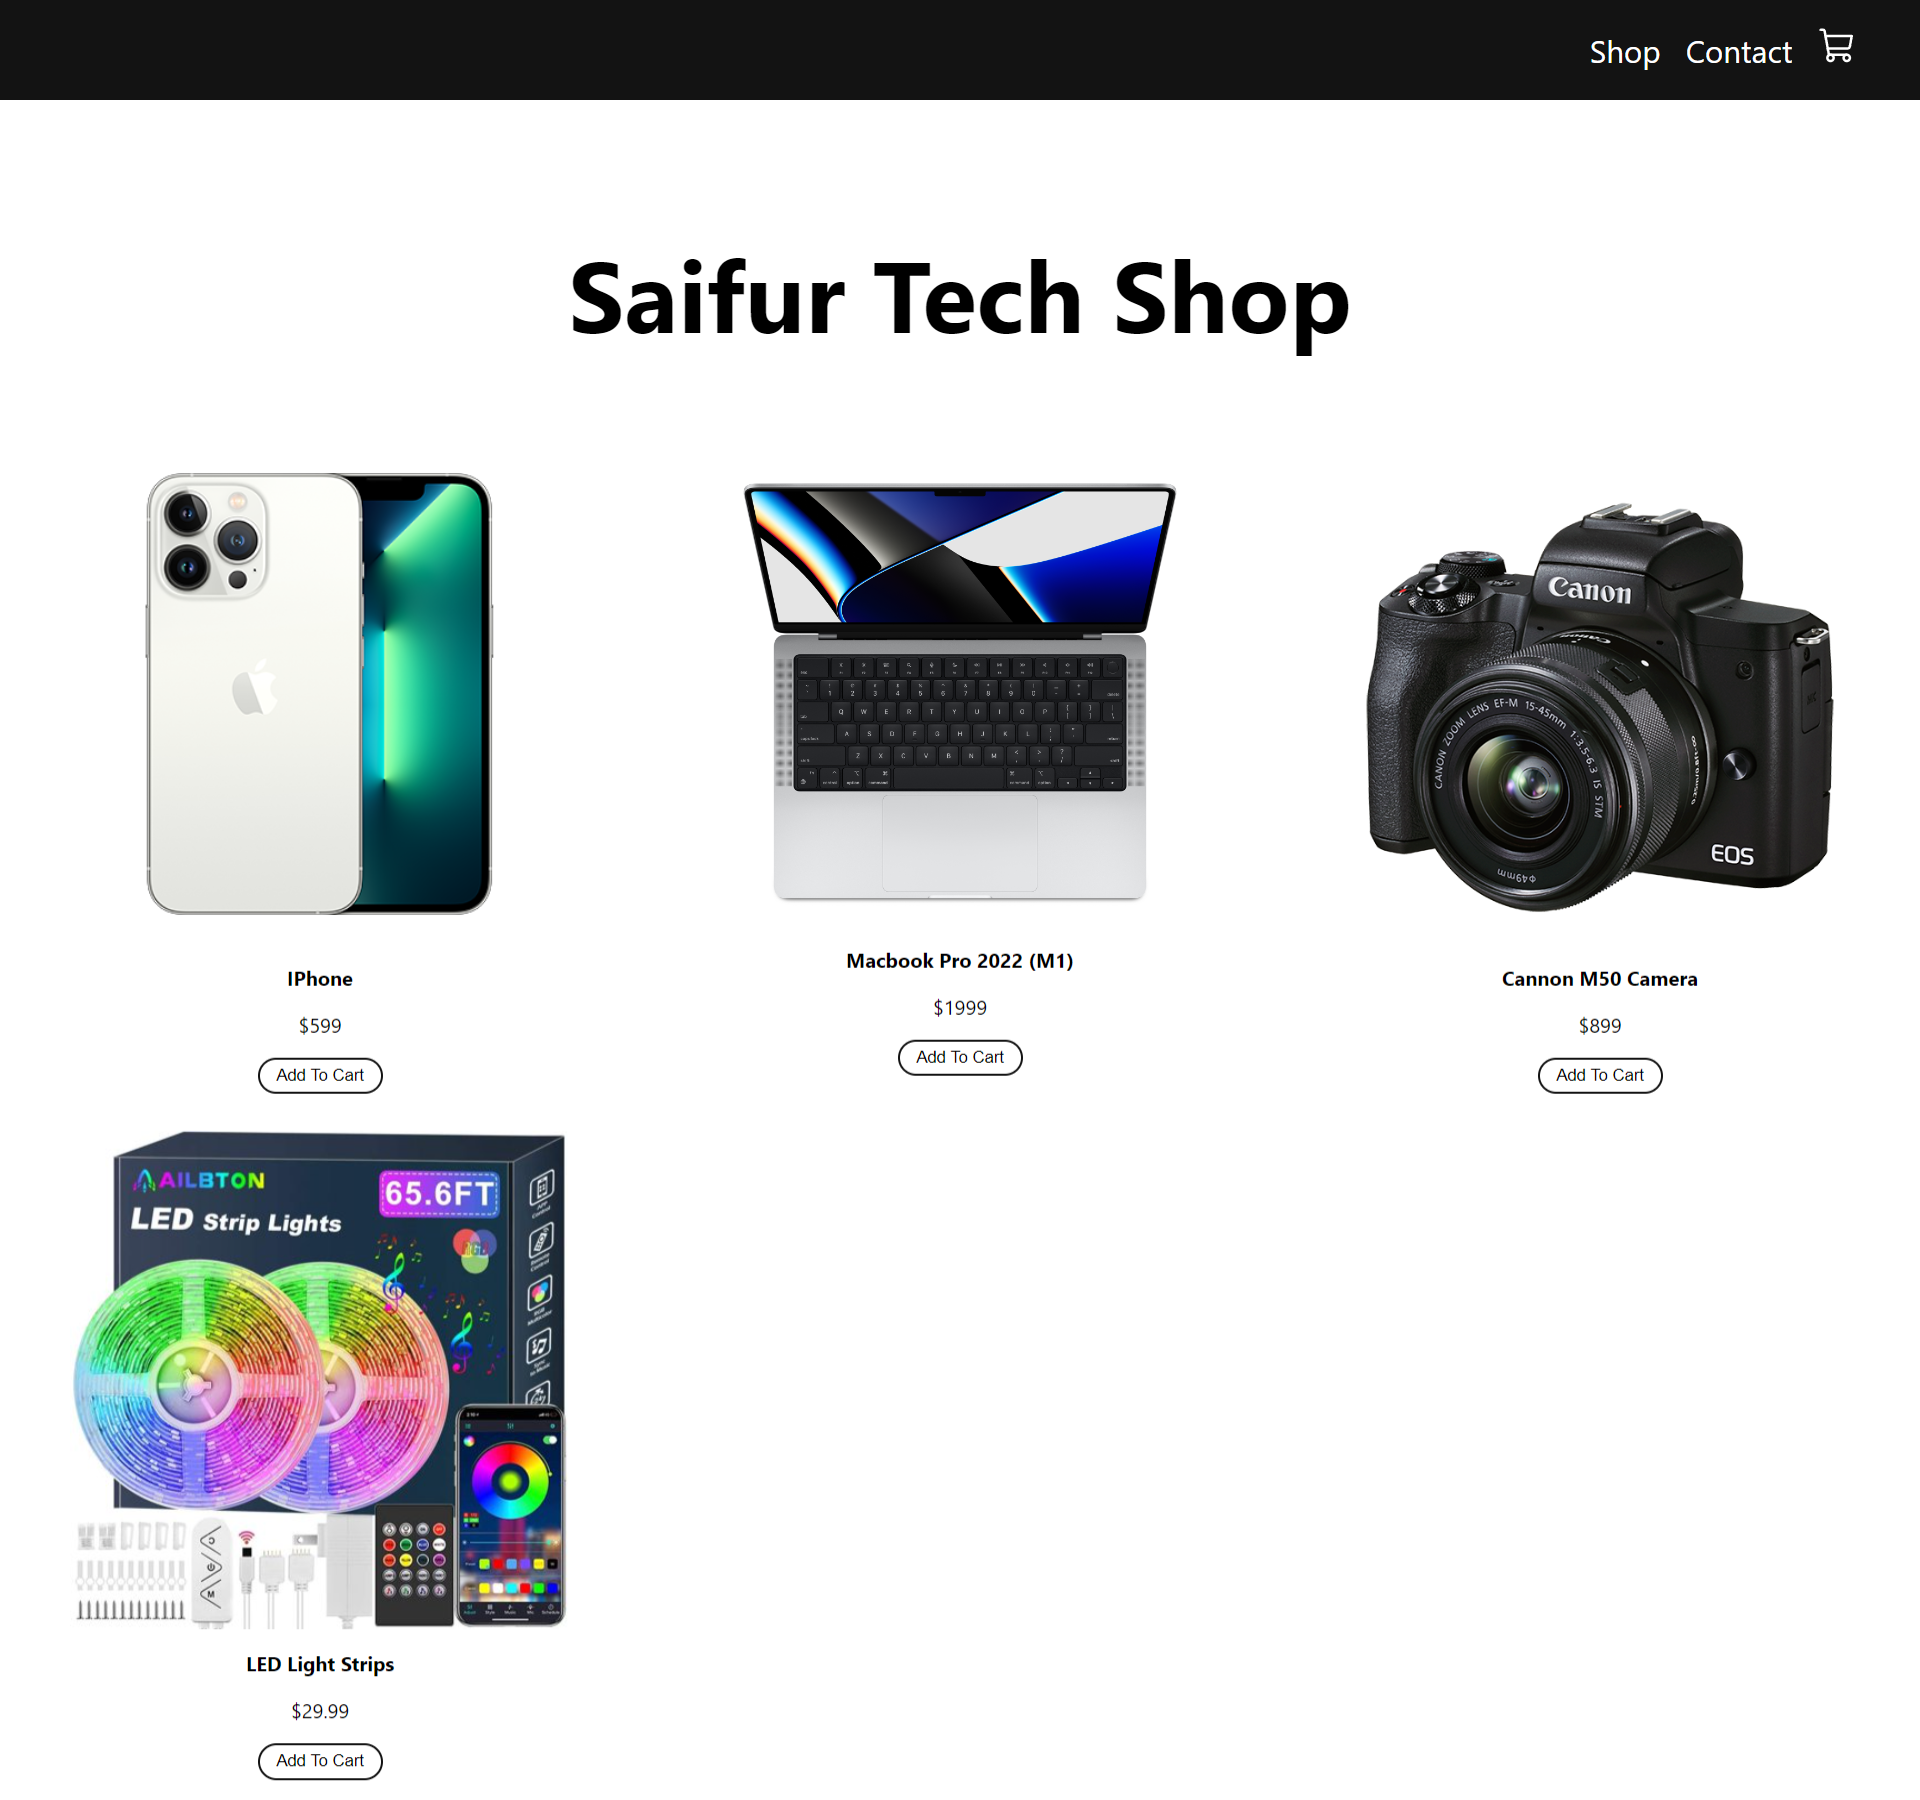 Shop Contact
Saifur Tech Shop
Canon
Canon
CANON ZOOM LENS EF-M 15-45mm 1:3.5-6.3 IS STM
EOS
Φ49mm
IPhone
$599
Add To Cart
Macbook Pro 2022 (M1)
$1999
Add To Cart
Cannon M50 Camera
$899
Add To Cart
AILBTON
65.6FT
LED Strip Lights
LED Light Strips
$29.99
Add To Cart